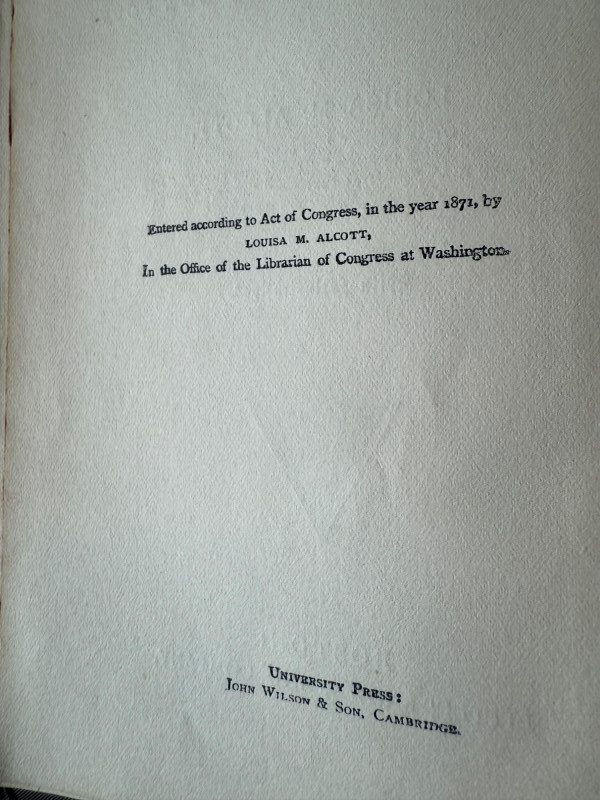 Entered according to Act of Congress, in the year 1871, by
LOUISA M. ALCOTT,
In the Office of the Librarian of Congress at Washington.
UNIVERSITY PRESS:
JOHN WILSON & SON, CAMBRIDGE.